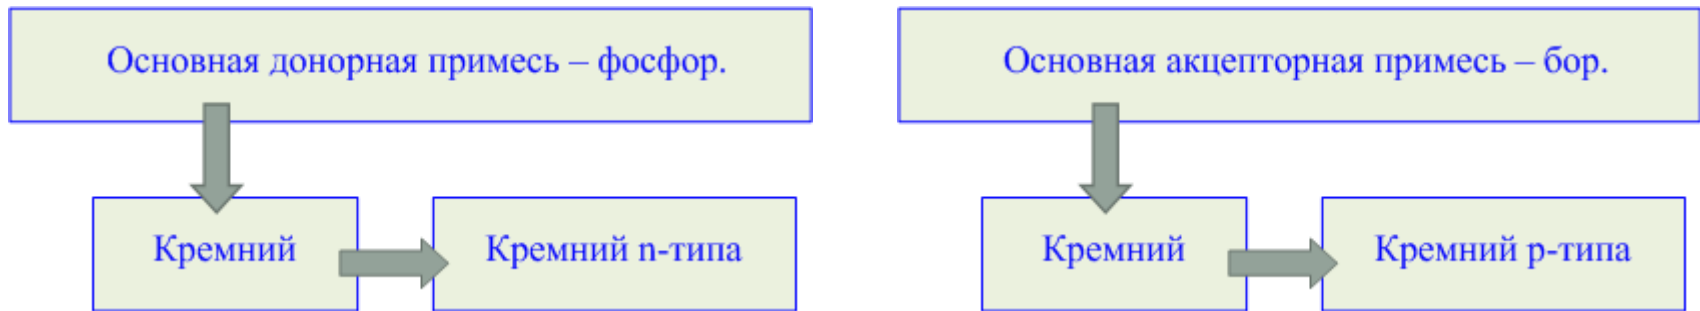 Основная донорная примесь – фосфор.
Кремний
Кремний n-типа
Основная акцепторная примесь – бор.
Кремний
Кремний p-типа